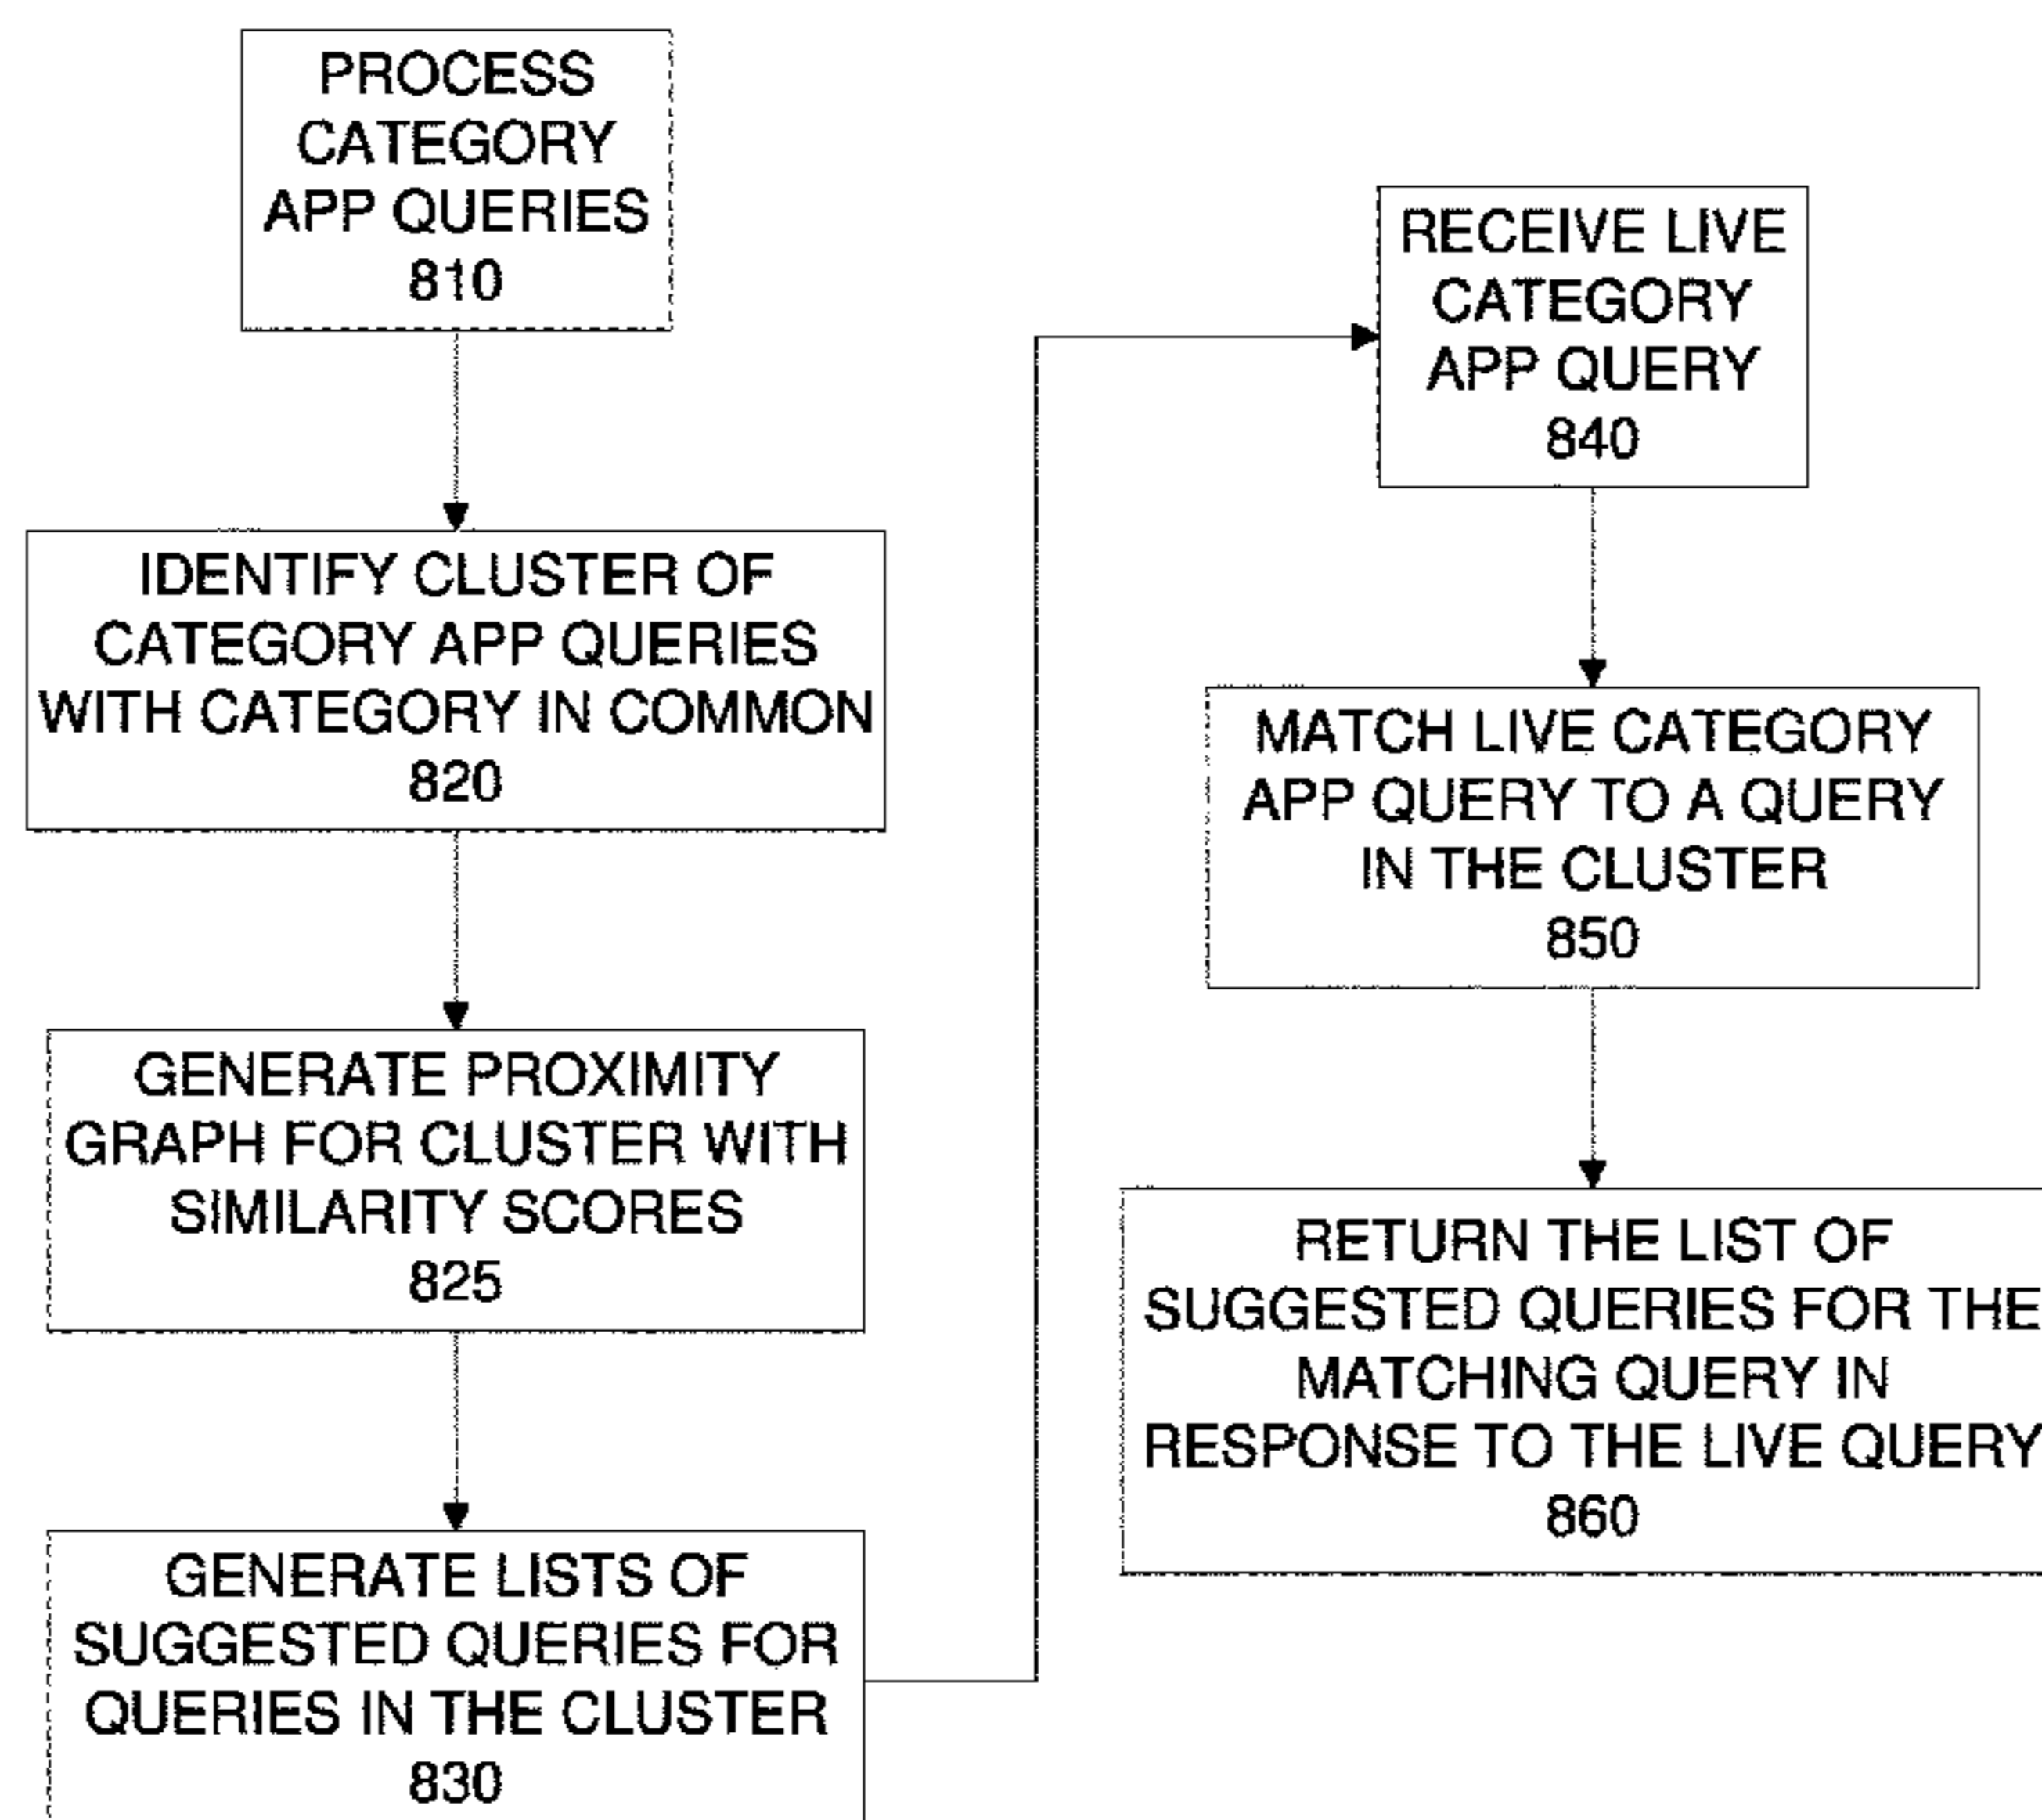 PROCESS
CATEGORY
APP QUERIES
810
IDENTIFY CLUSTER OF
CATEGORY APP QUERIES
WITH CATEGORY IN COMMON
820
GENERATE PROXIMITY
GRAPH FOR CLUSTER WITH
SIMILARITY SCORES
825
GENERATE LISTS OF
SUGGESTED QUERIES FOR
QUERIES IN THE CLUSTER
830
RECEIVE LIVE
CATEGORY
APP QUERY
840
MATCH LIVE CATEGORY
APP QUERY TO A QUERY
IN THE CLUSTER
850
RETURN THE LIST OF
SUGGESTED QUERIES FOR THE
MATCHING QUERY IN
RESPONSE TO THE LIVE QUERY
860